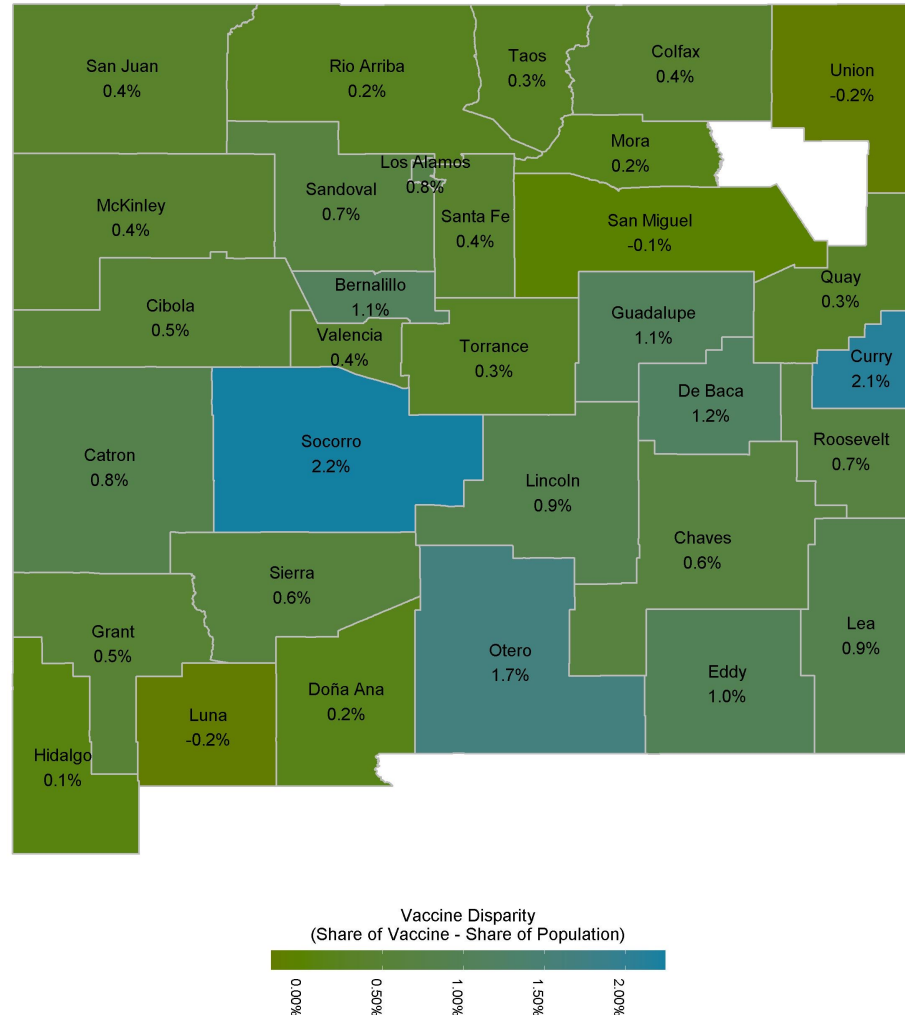 San Juan
0.4%
Rio Arriba
0.2%
Taos
0.3%
Colfax
0.4%
Union
-0.2%
Mora
0.2%
Los Alamos
0.8%
Sandoval
0.7%
McKinley
0.4%
Santa Fe
0.4%
San Miguel
-0.1%
Quay
0.3%
Bernalillo
1.1%
Cibola
0.5%
Guadalupe
1.1%
Valencia
0.4%
Torrance
0.3%
Curry
2.1%
De Baca
1.2%
Socorro
2.2%
Roosevelt
0.7%
Catron
0.8%
Lincoln
0.9%
Chaves
0.6%
Sierra
0.6%
Grant
0.5%
Lea
0.9%
Otero
1.7%
Eddy
1.0%
Doña Ana
0.2%
Luna
-0.2%
Hidalgo
0.1%
Vaccine Disparity
(Share of Vaccine - Share of Population)
0.00%
0.50%
1.00%
1.50%
2.00%